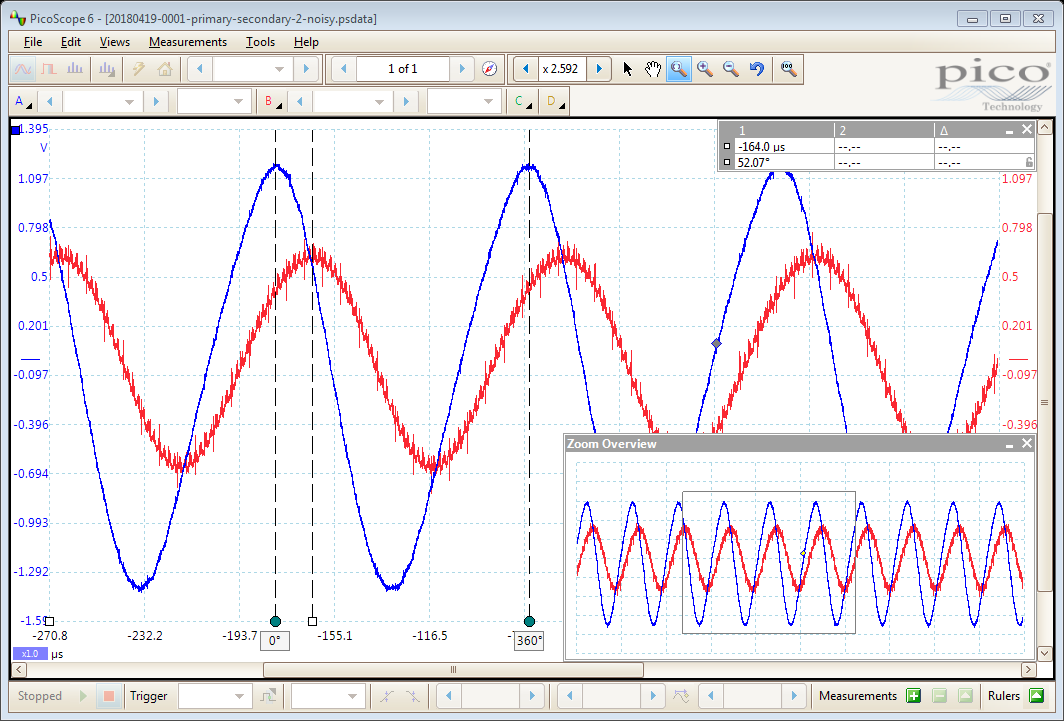 PicoScope 6 - [20180419-0001-primary-secondary-2-noisy.psdata]
File Edit Views Measurements Tools Help
1 of 1 x 2.592
pico
Technology
A B C D
1.395
V
1.097
0.798
0.5
0.201
-0.097
-0.396
-0.694
-0.993
-1.292
-1.59
1 2 Δ
-164.0 µs --.-- --.--
52.07° --.-- --.--
1.097
0.798
0.5
0.201
-0.097
-0.396
Zoom Overview
-270.8 -232.2 -193.7 -155.1 -116.5
0° 360°
x1.0 µs
Stopped Trigger Measurements Rulers